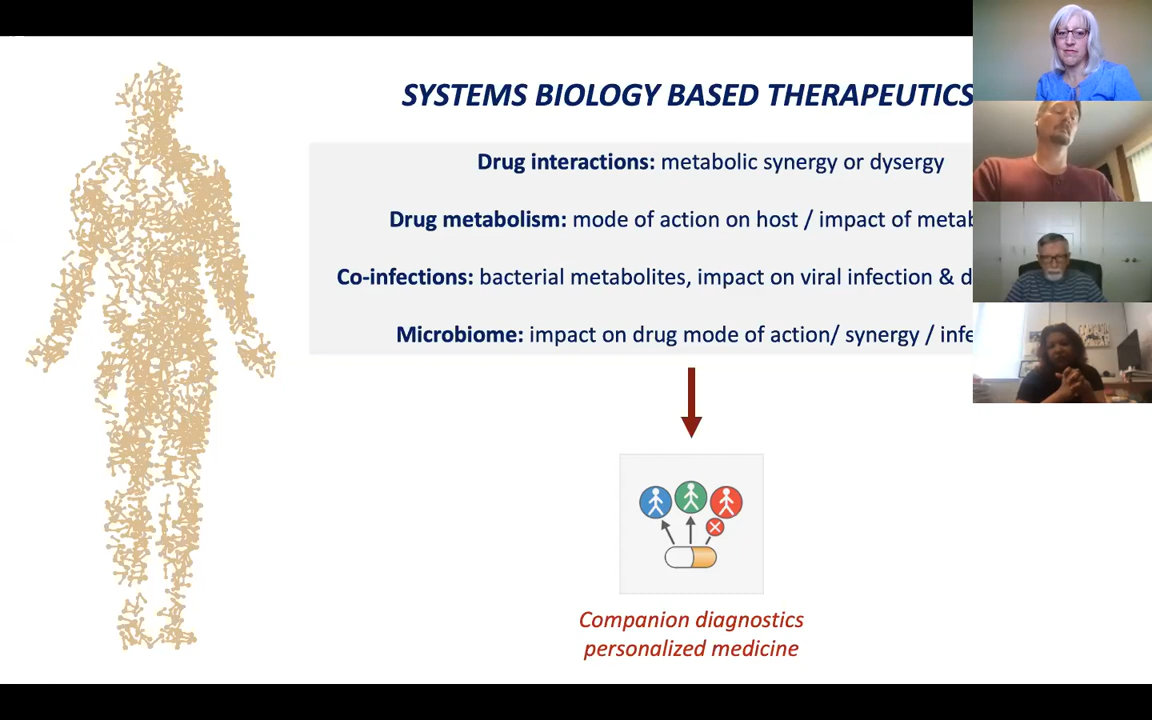 SYSTEMS BIOLOGY BASED THERAPEUTICS
Drug interactions: metabolic synergy or dysergy
Drug metabolism: mode of action on host / impact of
Co-infections: bacterial metabolites, impact on viral infection &
Microbiome: impact on drug mode of action/ synergy /
Companion diagnostics
personalized medicine